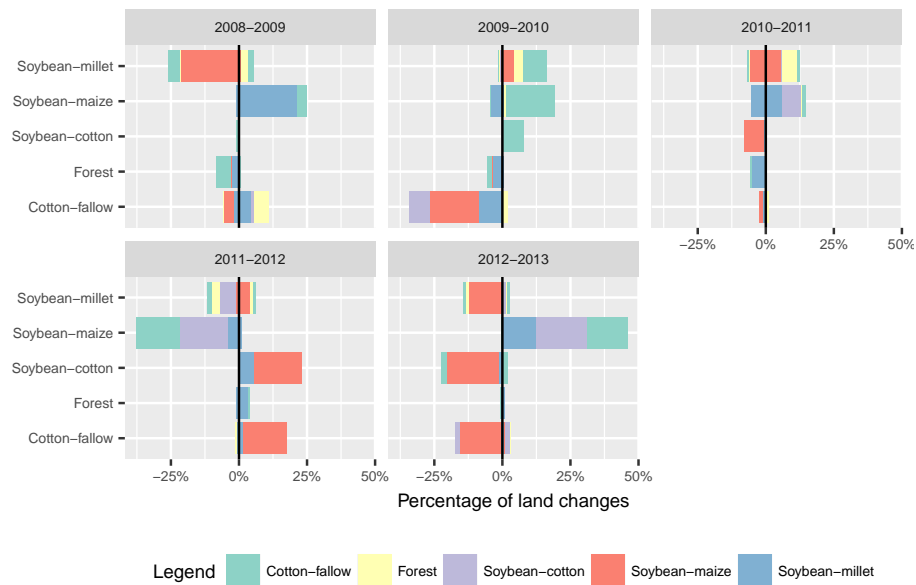 2008−2009
2009−2010
2010−2011
Soybean−millet
Soybean−maize
Soybean−cotton
Forest
Cotton−fallow
−25% 0% 25% 50%
2011−2012
2012−2013
Soybean−millet
Soybean−maize
Soybean−cotton
Forest
Cotton−fallow
−25% 0% 25% 50%
−25% 0% 25% 50%
Percentage of land changes
Legend Cotton−fallow Forest Soybean−cotton Soybean−maize Soybean−millet